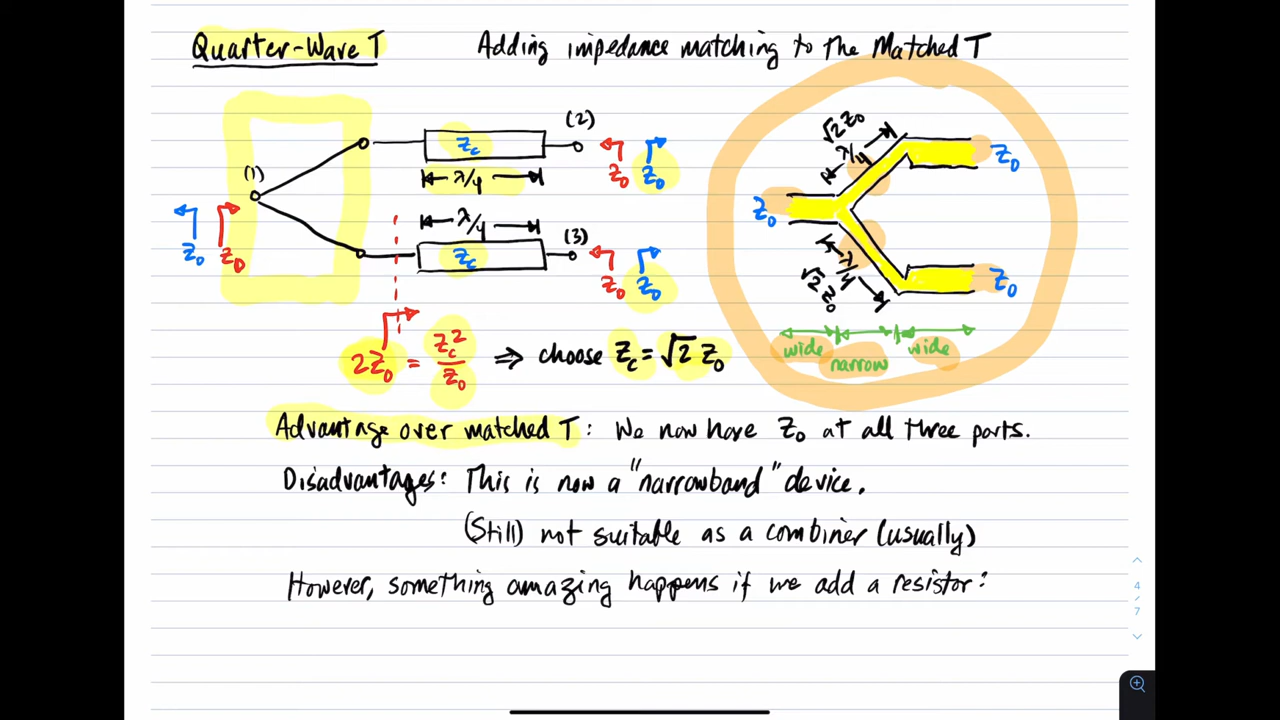 Quarter-Wave T Adding impedance matching to the Matched T
(1)
Zc
λ/4
(2)
Z0 Z0
Z0 Z0
λ/4
Zc
(3)
Z0 Z0
√2 Z0
λ/4
Z0
Z0
λ/4
√2 Z0
Z0
wide narrow wide
2Z0 = Zc²/Z0 ⇒ choose Zc = √2 Z0
Advantage over matched T: We now have Z0 at all three ports.
Disadvantages: This is now a "narrowband" device.
(Still) not suitable as a combiner (usually)
However, something amazing happens if we add a resistor:
4/7